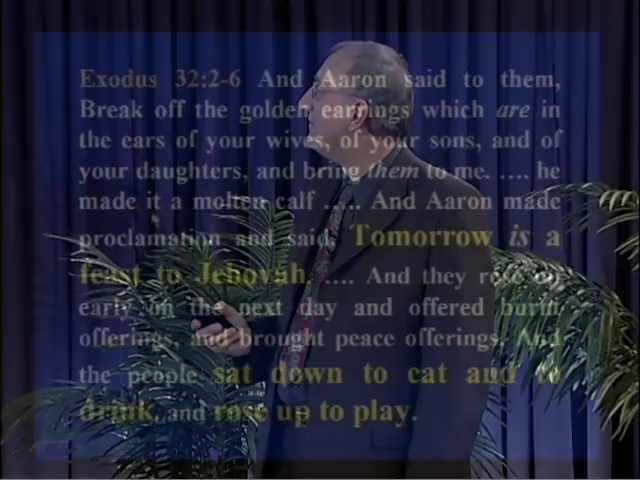 Exodus 32:2-6 And Aaron said to them,
Break off the golden earrings which are in
the ears of your wives, of your sons, and of
your daughters, and bring them to me. …. he
made it a molten calf ….. And Aaron made
proclamation and said, Tomorrow is a
feast to Jehovah. …. And they rose up
early on the next day and offered burnt
offerings, and brought peace offerings. And
the people sat down to eat and to
drink, and rose up to play.